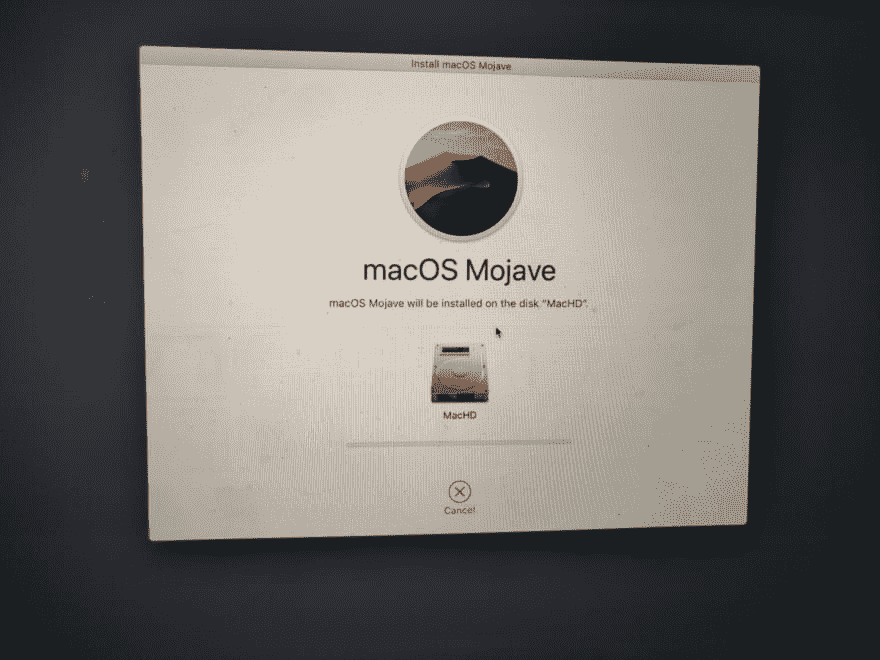 Install macOS Mojave
macOS Mojave
macOS Mojave will be installed on the disk "MacHD".
MacHD
Cancel